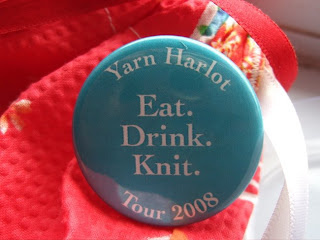 Yarn Harlot
Eat.
Drink.
Knit.
Tour 2008